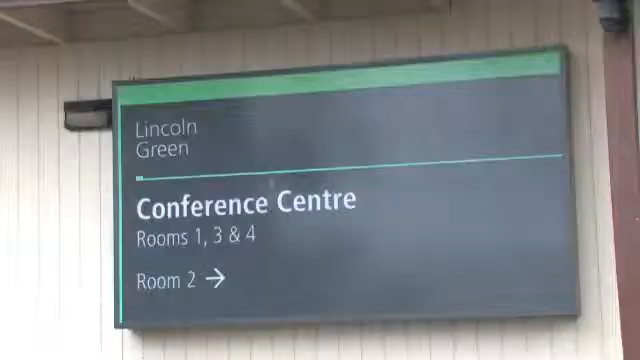 Lincoln
Green
Conference Centre
Rooms 1, 3 & 4
Room 2 →